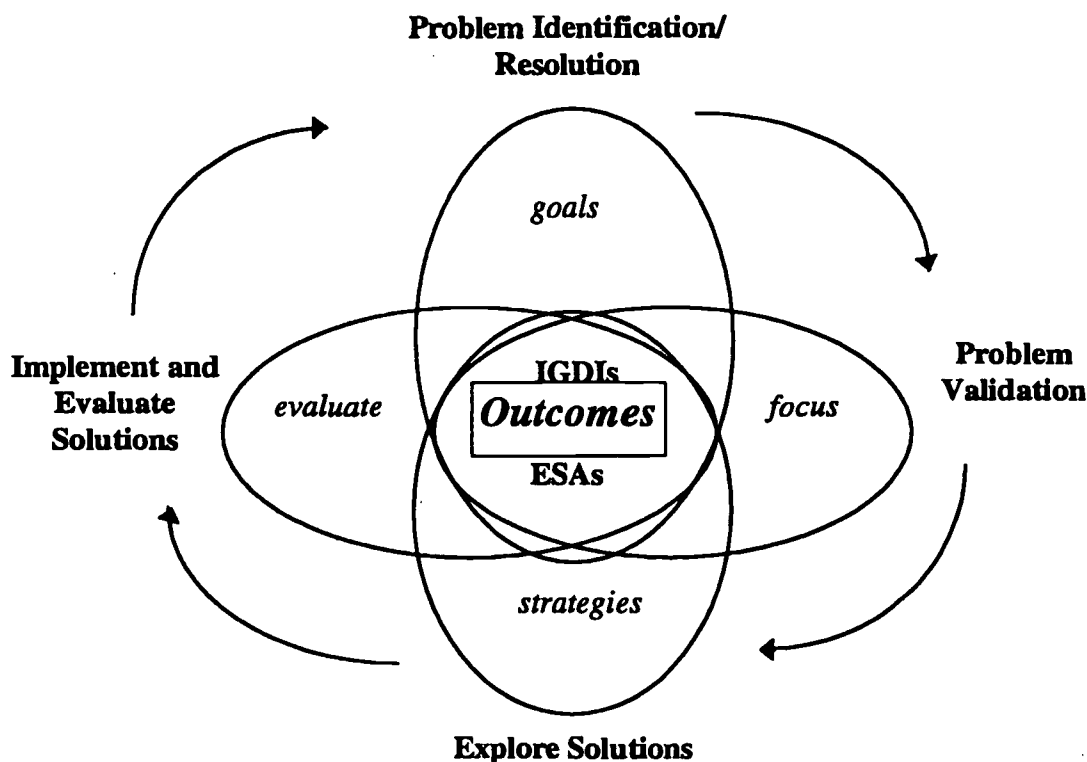 Problem Identification/
Resolution
goals
Implement and
Evaluate
Solutions
evaluate
IGDIs
Outcomes
ESAs
focus
Problem
Validation
strategies
Explore Solutions